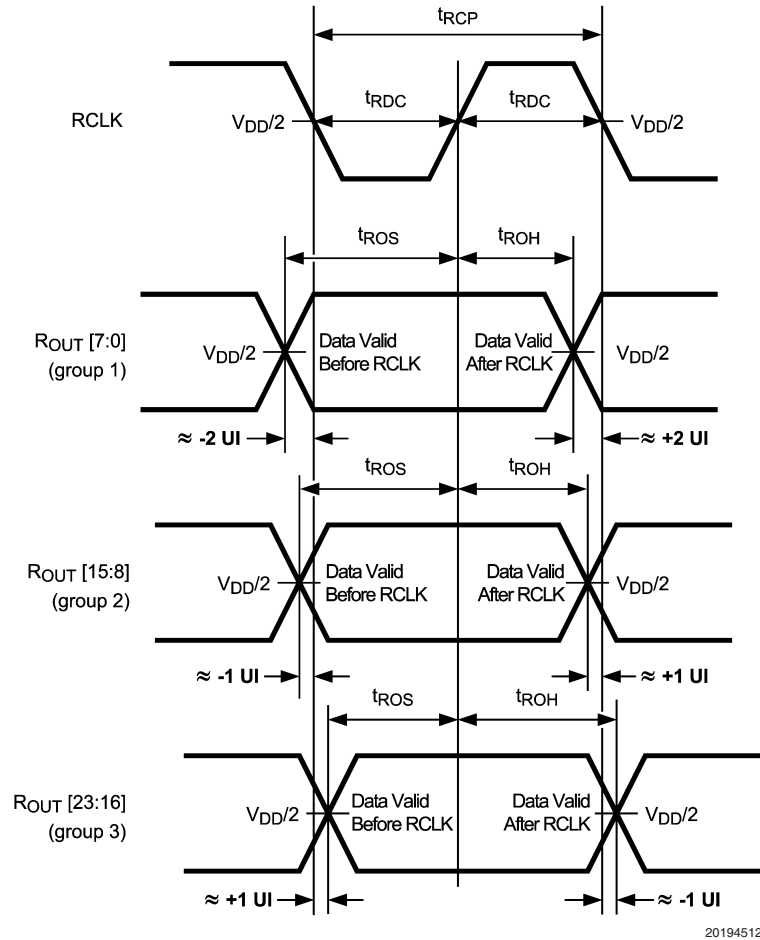 tRCP
RCLK
VDD/2
tRDC
tRDC
VDD/2
tROS
tROH
ROUT [7:0]
(group 1)
VDD/2
Data Valid
Before RCLK
Data Valid
After RCLK
VDD/2
≈ -2 UI
≈ +2 UI
tROS
tROH
ROUT [15:8]
(group 2)
VDD/2
Data Valid
Before RCLK
Data Valid
After RCLK
VDD/2
≈ -1 UI
≈ +1 UI
tROS
tROH
ROUT [23:16]
(group 3)
VDD/2
Data Valid
Before RCLK
Data Valid
After RCLK
VDD/2
≈ +1 UI
≈ -1 UI
20194512